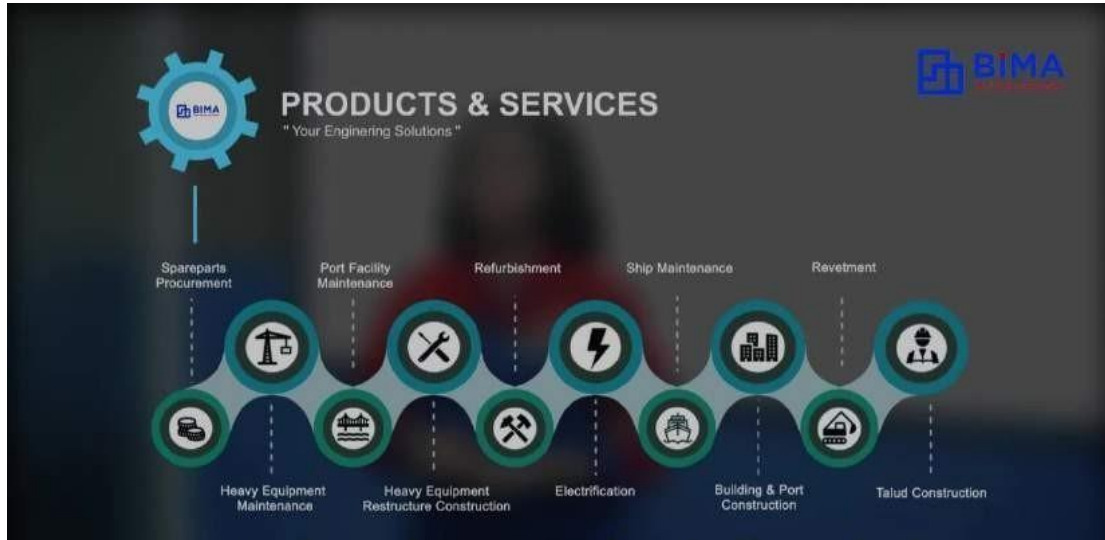 BIMA
PRODUCTS & SERVICES
" Your Enginering Solutions "
BIMA
Spareparts
Procurement
Port Facility
Maintenance
Refurbishment
Ship Maintenance
Revetment
Heavy Equipment
Maintenance
Heavy Equipment
Restructure Construction
Electrification
Building & Port
Construction
Talud Construction